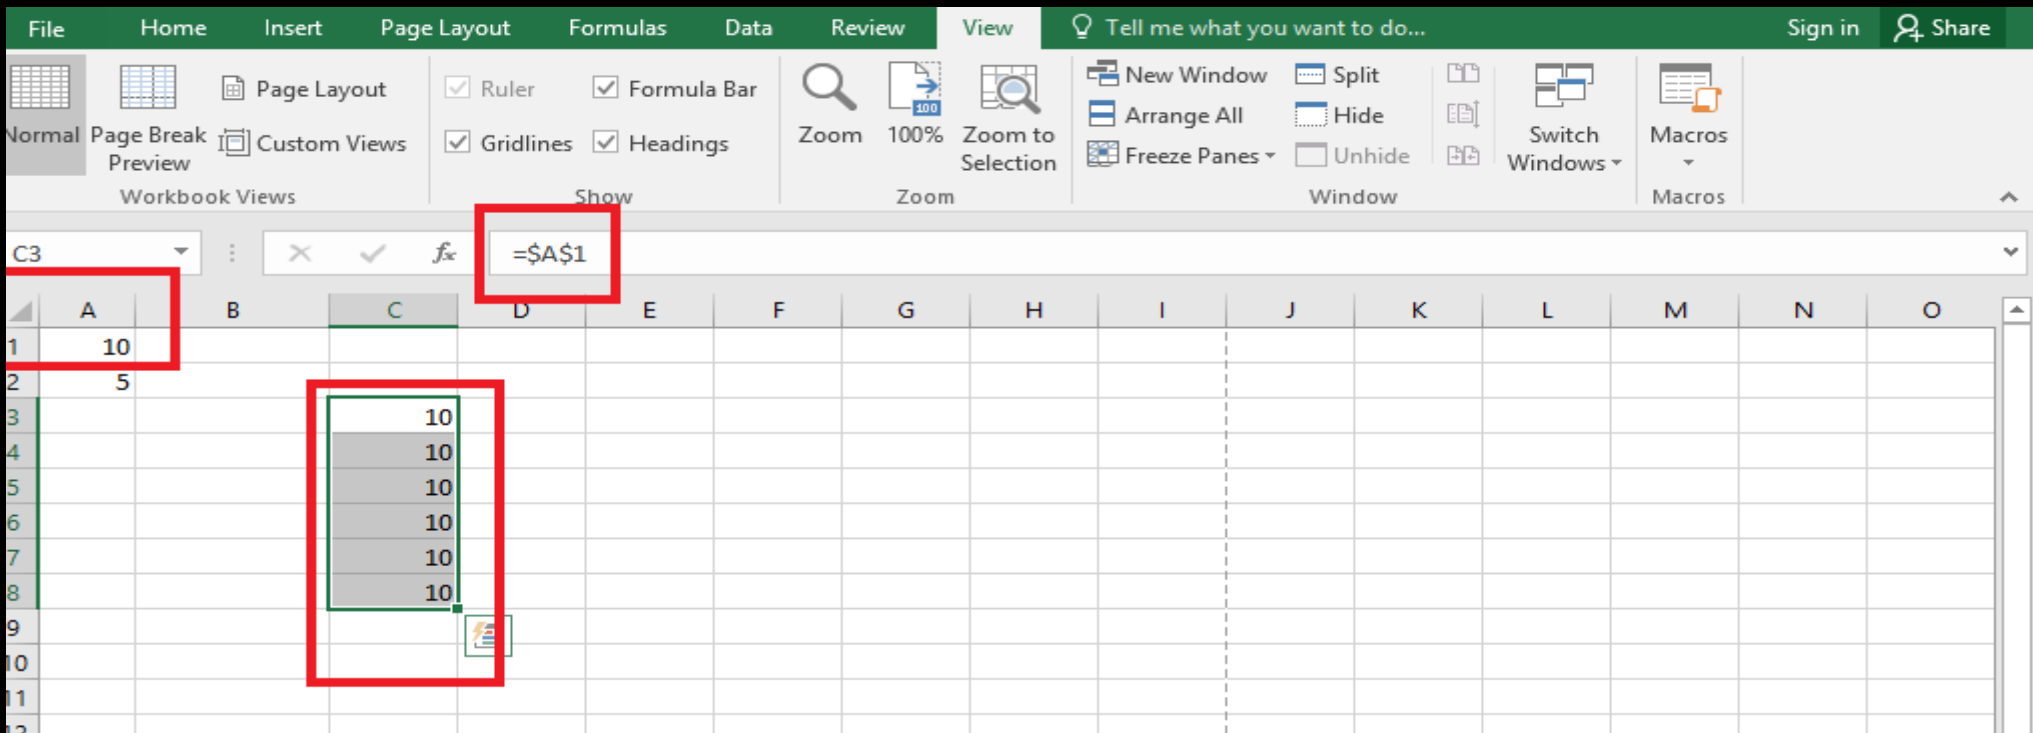 File Home Insert Page Layout Formulas Data Review View Tell me what you want to do... Sign in Share
Normal
Page Break Preview
Page Layout
Custom Views
Workbook Views
Ruler
Formula Bar
Gridlines
Headings
Show
Zoom
100
100%
Zoom to Selection
Zoom
New Window
Arrange All
Freeze Panes
Split
Hide
Unhide
Switch Windows
Window
Macros
Macros
C3 fx =$A$1
A B C D E F G H I J K L M N O
1 10
2 5
3 10
4 10
5 10
6 10
7 10
8 10
9
10
11
12